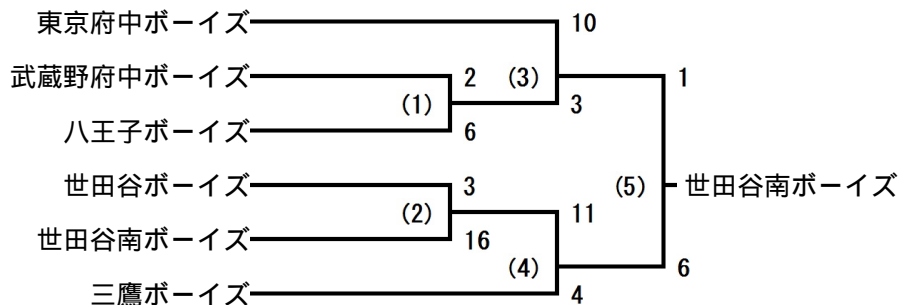 東京府中ボーイズ 10
武蔵野府中ボーイズ 2 (3) 1
(1) 3
八王子ボーイズ 6
世田谷ボーイズ 3 (5) 世田谷南ボーイズ
(2) 11
世田谷南ボーイズ 16
(4) 6
三鷹ボーイズ 4